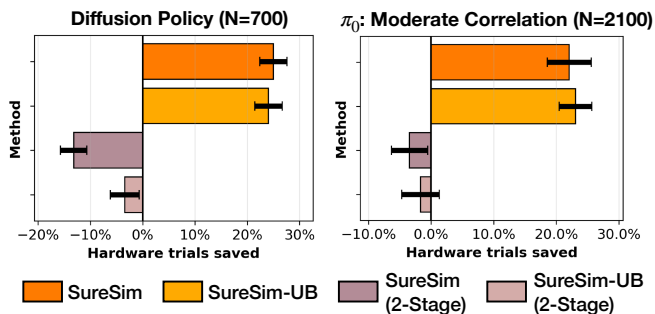 Diffusion Policy (N=700)
Method
−20% −10% 0% 10% 20% 30%
Hardware trials saved
π₀: Moderate Correlation (N=2100)
Method
−10.0% 0.0% 10.0% 20.0% 30.0%
Hardware trials saved
SureSim
SureSim-UB
SureSim
(2-Stage)
SureSim-UB
(2-Stage)